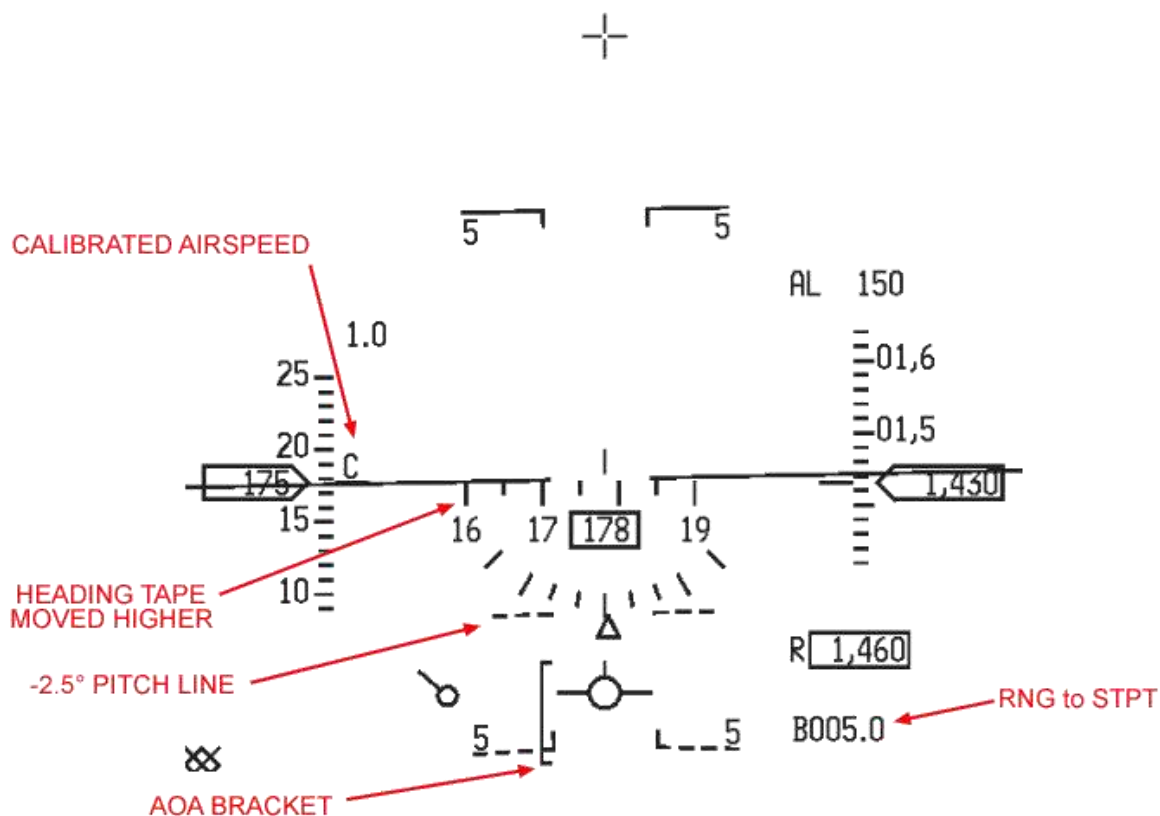 5
5
CALIBRATED AIRSPEED
AL 150
1.0
01,6
25
01,5
20
C
175
1,430
15
16
17
178
19
10
HEADING TAPE
MOVED HIGHER
R 1,460
-2.5° PITCH LINE
RNG to STPT
B005.0
5
5
AOA BRACKET